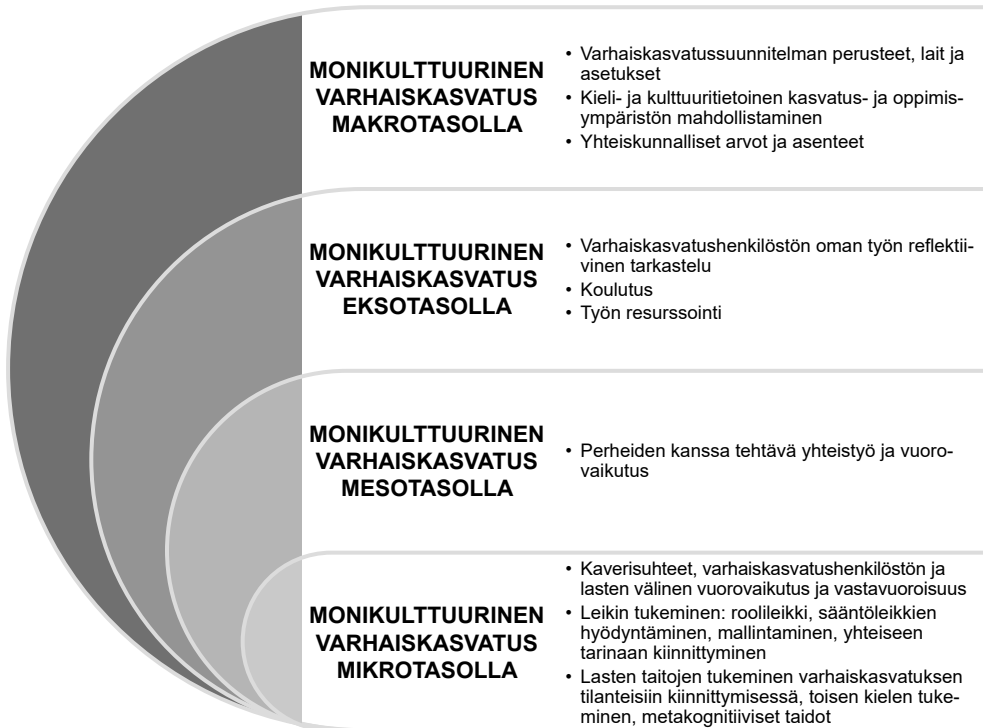 MONIKULTTUURINEN
VARHAISKASVATUS
MAKROTASOLLA
• Varhaiskasvatussuunnitelman perusteet, lait ja
asetukset
• Kieli- ja kulttuuritietoinen kasvatus- ja oppimis-
ympäristön mahdollistaminen
• Yhteiskunnalliset arvot ja asenteet
MONIKULTTUURINEN
VARHAISKASVATUS
EKSOTASOLLA
• Varhaiskasvatushenkilöstön oman työn reflektii-
vinen tarkastelu
• Koulutus
• Työn resurssointi
MONIKULTTUURINEN
VARHAISKASVATUS
MESOTASOLLA
• Perheiden kanssa tehtävä yhteistyö ja vuoro-
vaikutus
MONIKULTTUURINEN
VARHAISKASVATUS
MIKROTASOLLA
• Kaverisuhteet, varhaiskasvatushenkilöstön ja
lasten välinen vuorovaikutus ja vastavuoroisuus
• Leikin tukeminen: roolileikki, sääntöleikkien
hyödyntäminen, mallintaminen, yhteiseen
tarinaan kiinnittyminen
• Lasten taitojen tukeminen varhaiskasvatuksen
tilanteisiin kiinnittymisessä, toisen kielen tuke-
minen, metakognitiiviset taidot